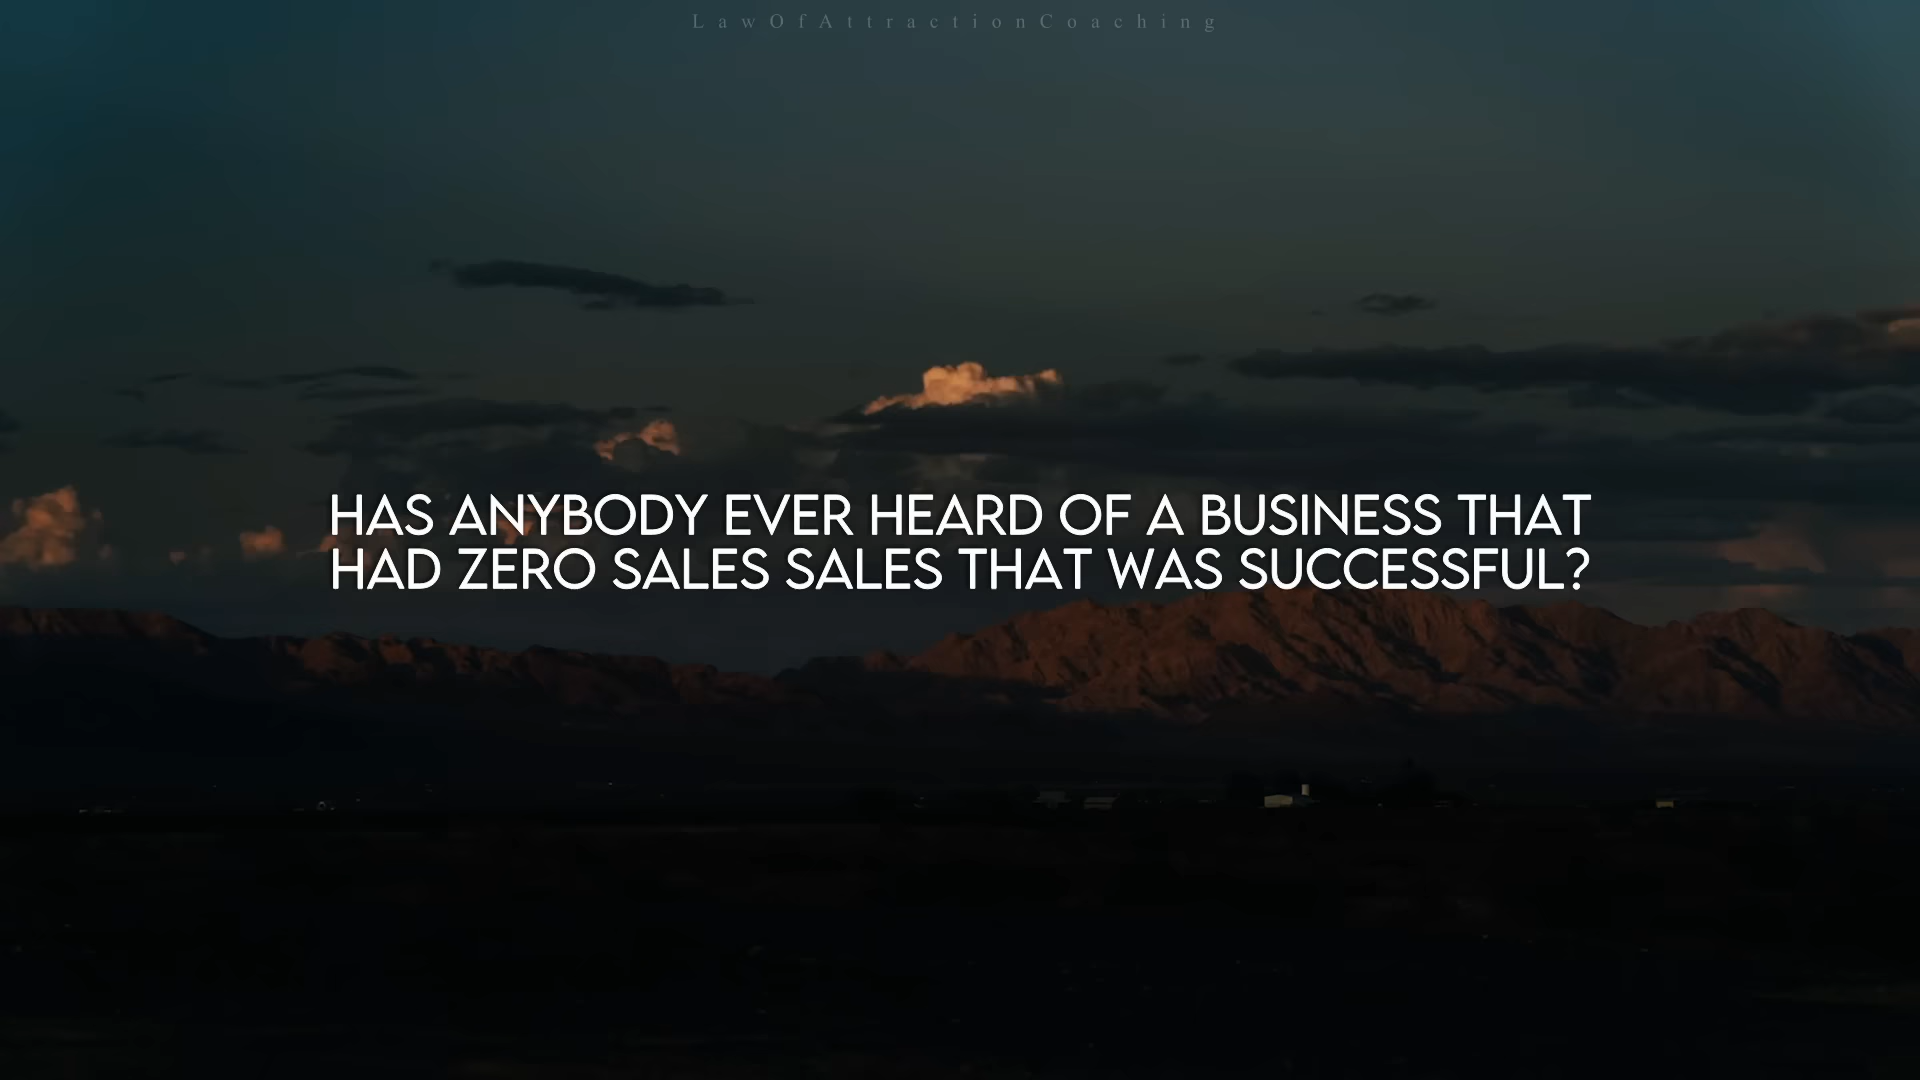 LawOfAttractionCoaching
HAS ANYBODY EVER HEARD OF A BUSINESS THAT
HAD ZERO SALES SALES THAT WAS SUCCESSFUL?